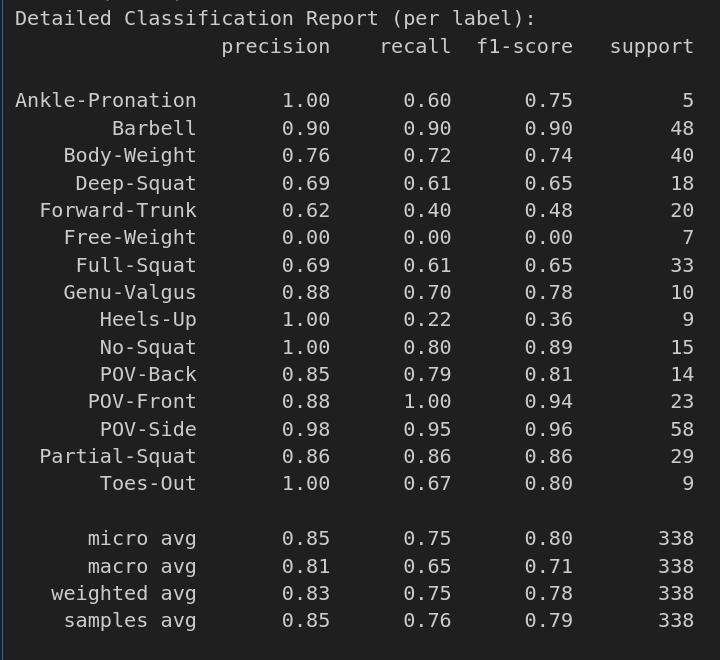 Detailed Classification Report (per label):
precision recall f1-score support
Ankle-Pronation 1.00 0.60 0.75 5
Barbell 0.90 0.90 0.90 48
Body-Weight 0.76 0.72 0.74 40
Deep-Squat 0.69 0.61 0.65 18
Forward-Trunk 0.62 0.40 0.48 20
Free-Weight 0.00 0.00 0.00 7
Full-Squat 0.69 0.61 0.65 33
Genu-Valgus 0.88 0.70 0.78 10
Heels-Up 1.00 0.22 0.36 9
No-Squat 1.00 0.80 0.89 15
POV-Back 0.85 0.79 0.81 14
POV-Front 0.88 1.00 0.94 23
POV-Side 0.98 0.95 0.96 58
Partial-Squat 0.86 0.86 0.86 29
Toes-Out 1.00 0.67 0.80 9
micro avg 0.85 0.75 0.80 338
macro avg 0.81 0.65 0.71 338
weighted avg 0.83 0.75 0.78 338
samples avg 0.85 0.76 0.79 338